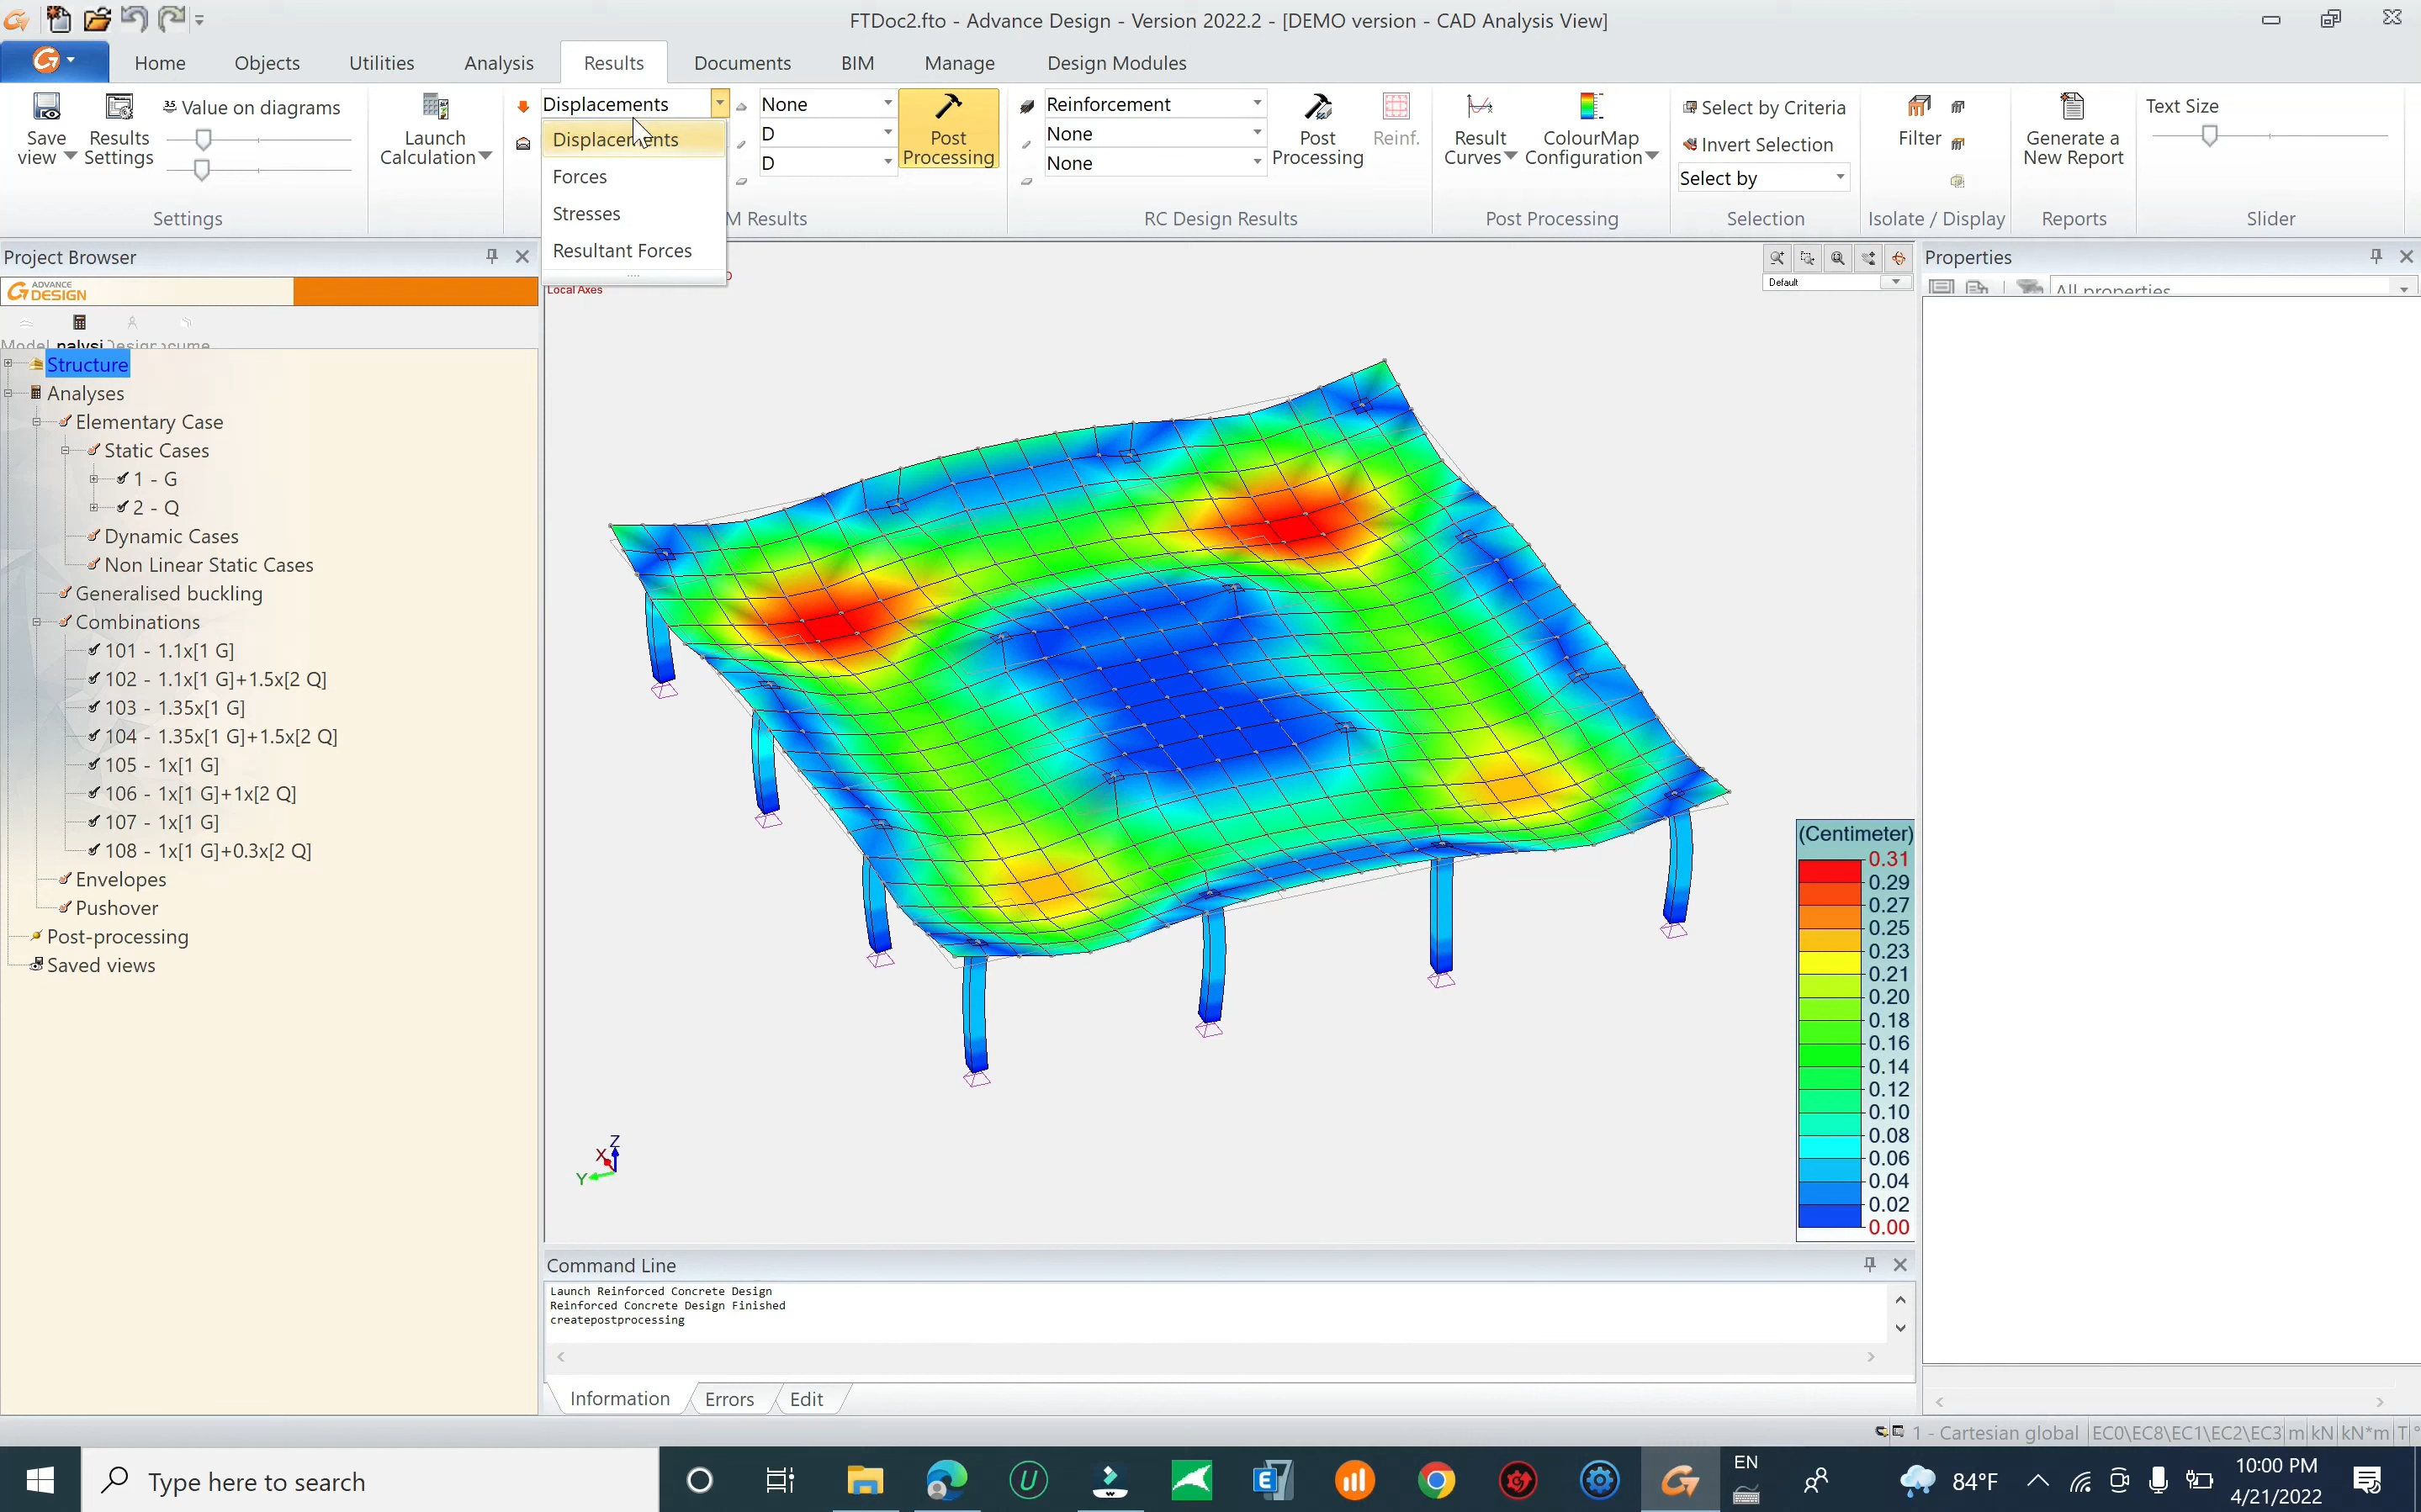 FTDoc2.fto - Advance Design - Version 2022.2 - [DEMO version - CAD Analysis View]
Home
Objects
Utilities
Analysis
Results
Documents
BIM
Manage
Design Modules
Save view
Results Settings
Value on diagrams
Settings
Launch Calculation
Displacements
Displacements
Forces
Stresses
Resultant Forces
None
D
D
Post Processing
M Results
Reinforcement
None
None
Post Processing
Reinf.
RC Design Results
Result Curves
ColourMap Configuration
Post Processing
Select by Criteria
Invert Selection
Select by
Selection
Filter
Isolate / Display
Generate a New Report
Reports
Text Size
Slider
Project Browser
ADVANCE DESIGN
Structure
Analyses
Elementary Case
Static Cases
1 - G
2 - Q
Dynamic Cases
Non Linear Static Cases
Generalised buckling
Combinations
101 - 1.1x[1 G]
102 - 1.1x[1 G]+1.5x[2 Q]
103 - 1.35x[1 G]
104 - 1.35x[1 G]+1.5x[2 Q]
105 - 1x[1 G]
106 - 1x[1 G]+1x[2 Q]
107 - 1x[1 G]
108 - 1x[1 G]+0.3x[2 Q]
Envelopes
Pushover
Post-processing
Saved views
Local Axes
Default
Z
X
Y
(Centimeter)
0.31
0.29
0.27
0.25
0.23
0.21
0.20
0.18
0.16
0.14
0.12
0.10
0.08
0.06
0.04
0.02
0.00
Properties
All properties
Command Line
Launch Reinforced Concrete Design
Reinforced Concrete Design Finished
createpostprocessing
Information
Errors
Edit
1 - Cartesian global
EC0\EC8\EC1\EC2\EC3
m
kN
kN*m
T
Type here to search
EN
84°F
10:00 PM
4/21/2022